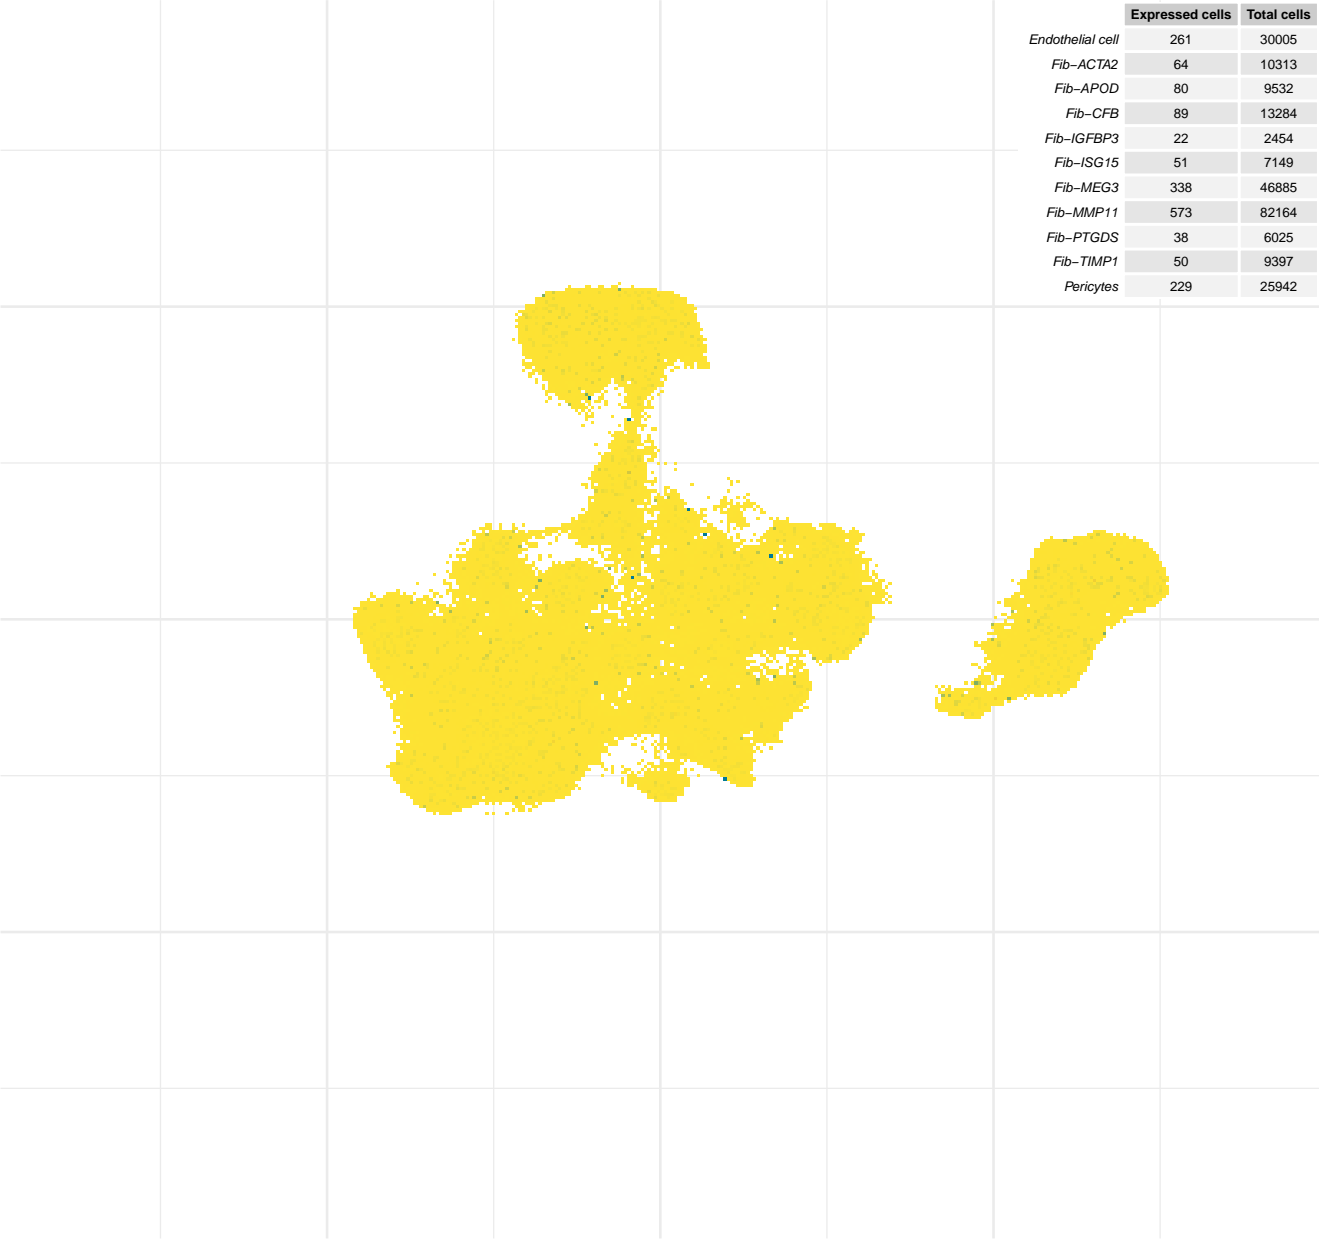 Expressed cells Total cells
Endothelial cell 261 30005
Fib−ACTA2 64 10313
Fib−APOD 80 9532
Fib−CFB 89 13284
Fib−IGFBP3 22 2454
Fib−ISG15 51 7149
Fib−MEG3 338 46885
Fib−MMP11 573 82164
Fib−PTGDS 38 6025
Fib−TIMP1 50 9397
Pericytes 229 25942